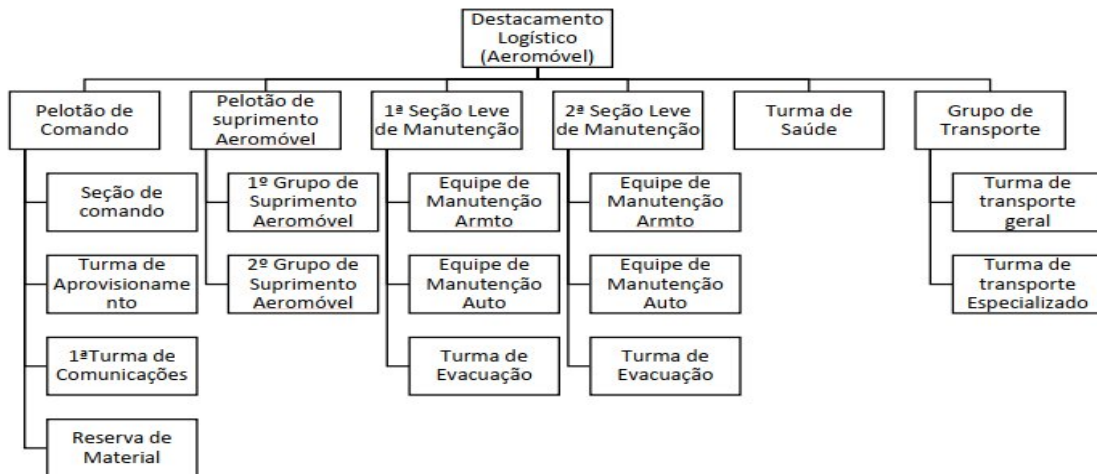 Destacamento
Logístico
(Aeromóvel)
Pelotão de
Comando
Pelotão de
suprimento
Aeromóvel
1ª Seção Leve
de Manutenção
2ª Seção Leve
de Manutenção
Turma de
Saúde
Grupo de
Transporte
Seção de
comando
Turma de
Aprovisioname
nto
1ªTurma de
Comunicações
Reserva de
Material
1º Grupo de
Suprimento
Aeromóvel
2º Grupo de
Suprimento
Aeromóvel
Equipe de
Manutenção
Armto
Equipe de
Manutenção
Auto
Turma de
Evacuação
Equipe de
Manutenção
Armto
Equipe de
Manutenção
Auto
Turma de
Evacuação
Turma de
transporte
geral
Turma de
transporte
Especializado